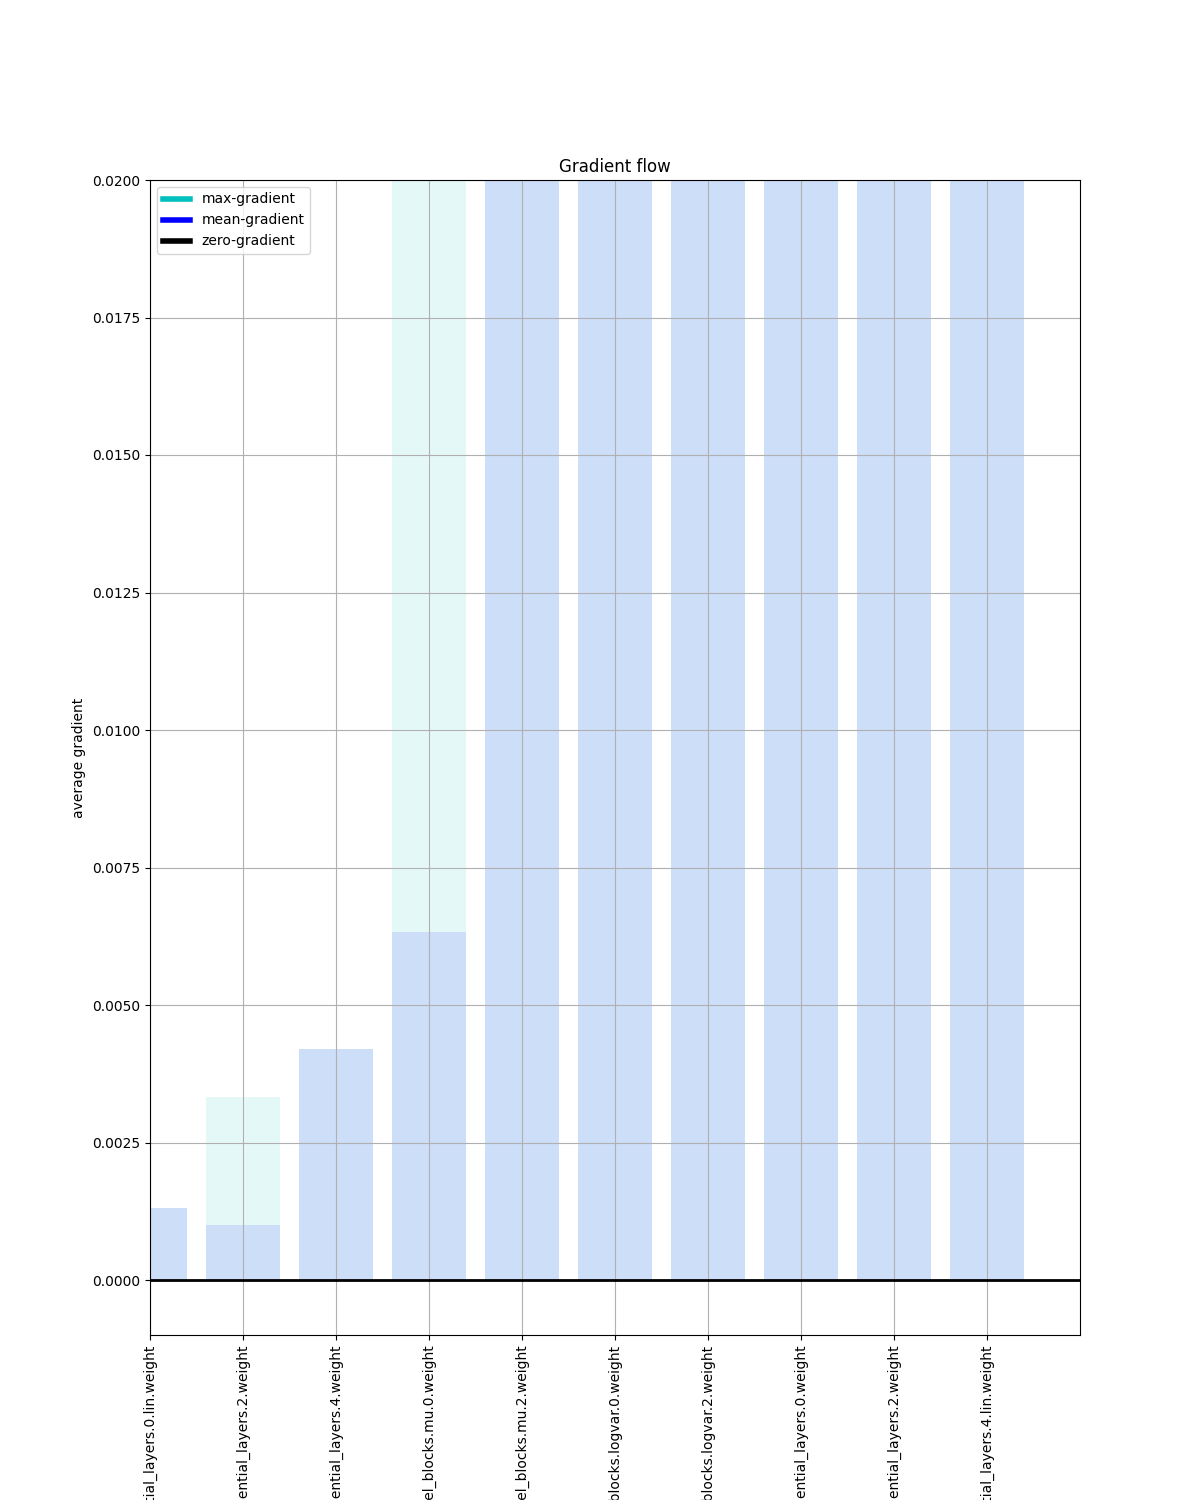 Gradient flow
max-gradient
mean-gradient
zero-gradient
average gradient
0.0200
0.0175
0.0150
0.0125
0.0100
0.0075
0.0050
0.0025
0.0000
tial_layers.0.lin.weight
ential_layers.2.weight
ential_layers.4.weight
el_blocks.mu.0.weight
el_blocks.mu.2.weight
blocks.logvar.0.weight
blocks.logvar.2.weight
ential_layers.0.weight
ential_layers.2.weight
tial_layers.4.lin.weight